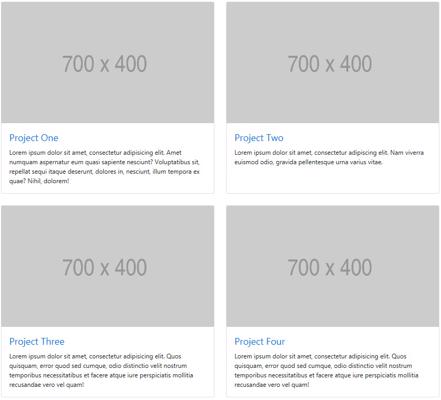 700 x 400
Project One
Lorem ipsum dolor sit amet, consectetur adipisicing elit. Amet
numquam aspernatur eum quasi sapiente nesciunt? Voluptatibus sit,
repellat sequi itaque deserunt, dolores in, nesciunt, illum tempora ex
quae? Nihil, dolorem!
700 x 400
Project Two
Lorem ipsum dolor sit amet, consectetur adipiscing elit. Nam viverra
euismod odio, gravida pellentesque urna varius vitae.
700 x 400
Project Three
Lorem ipsum dolor sit amet, consectetur adipisicing elit. Quos
quisquam, error quod sed cumque, odio distinctio velit nostrum
temporibus necessitatibus et facere atque iure perspiciatis mollitia
recusandae vero vel quam!
700 x 400
Project Four
Lorem ipsum dolor sit amet, consectetur adipisicing elit. Quos
quisquam, error quod sed cumque, odio distinctio velit nostrum
temporibus necessitatibus et facere atque iure perspiciatis mollitia
recusandae vero vel quam!